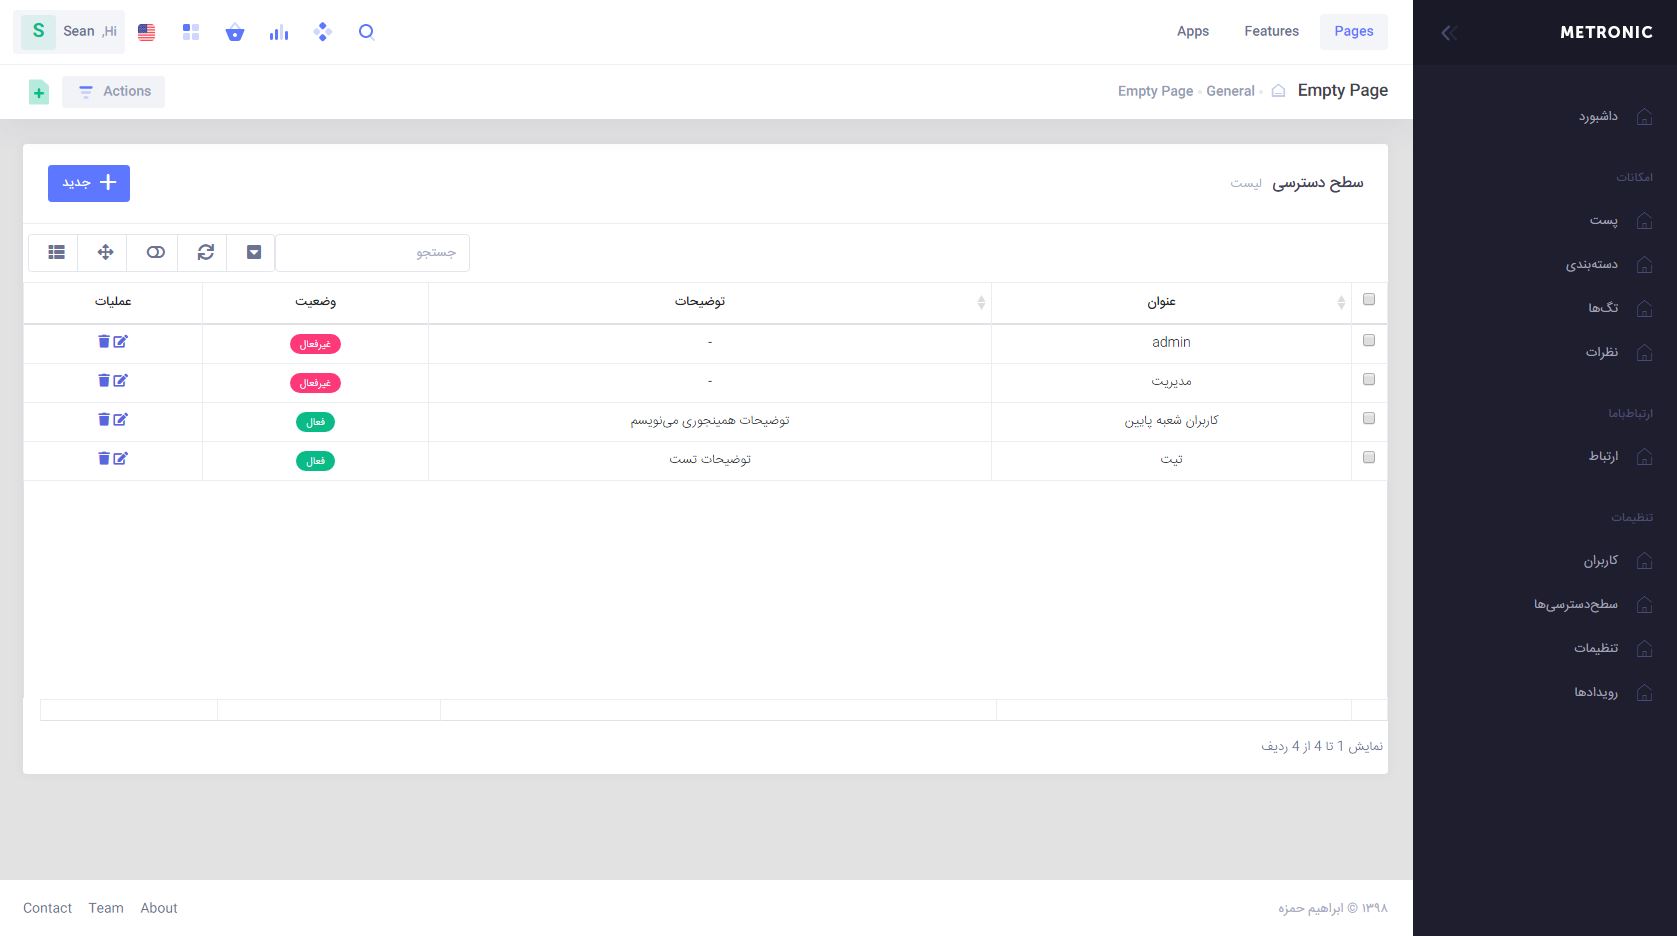 METRONIC
داشبورد
امکانات
پست
دسته‌بندی
تگ‌ها
نظرات
ارتباط‌باما
ارتباط
تنظیمات
کاربران
سطح‌دسترسی‌ها
تنظیمات
رویدادها
Pages
Features
Apps
S Sean ,Hi
Empty Page
General
Empty Page
Actions
سطح دسترسی لیست
جدید
جستجو
عنوان توضیحات وضعیت عملیات
admin - غیرفعال
مدیریت - غیرفعال
کاربران شعبه پایین توضیحات همینجوری می‌نویسم فعال
تیت توضیحات تست فعال
نمایش 1 تا 4 از 4 ردیف
۱۳۹۸ © ابراهیم حمزه
Contact Team About